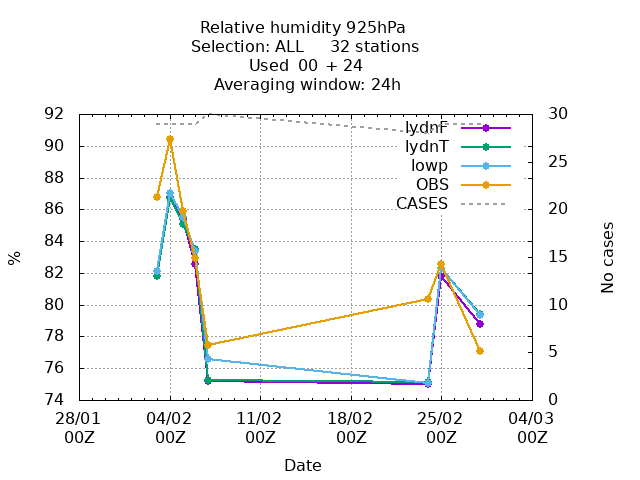 Relative humidity 925hPa
Selection: ALL     32 stations
Used  00  + 24
Averaging window: 24h
92
90
88
86
84
82
80
78
76
74
%
30
25
20
15
10
5
0
No cases
lydnF
lydnT
lowp
OBS
CASES
28/01 04/02 11/02 18/02 25/02 04/03
00Z 00Z 00Z 00Z 00Z 00Z
Date